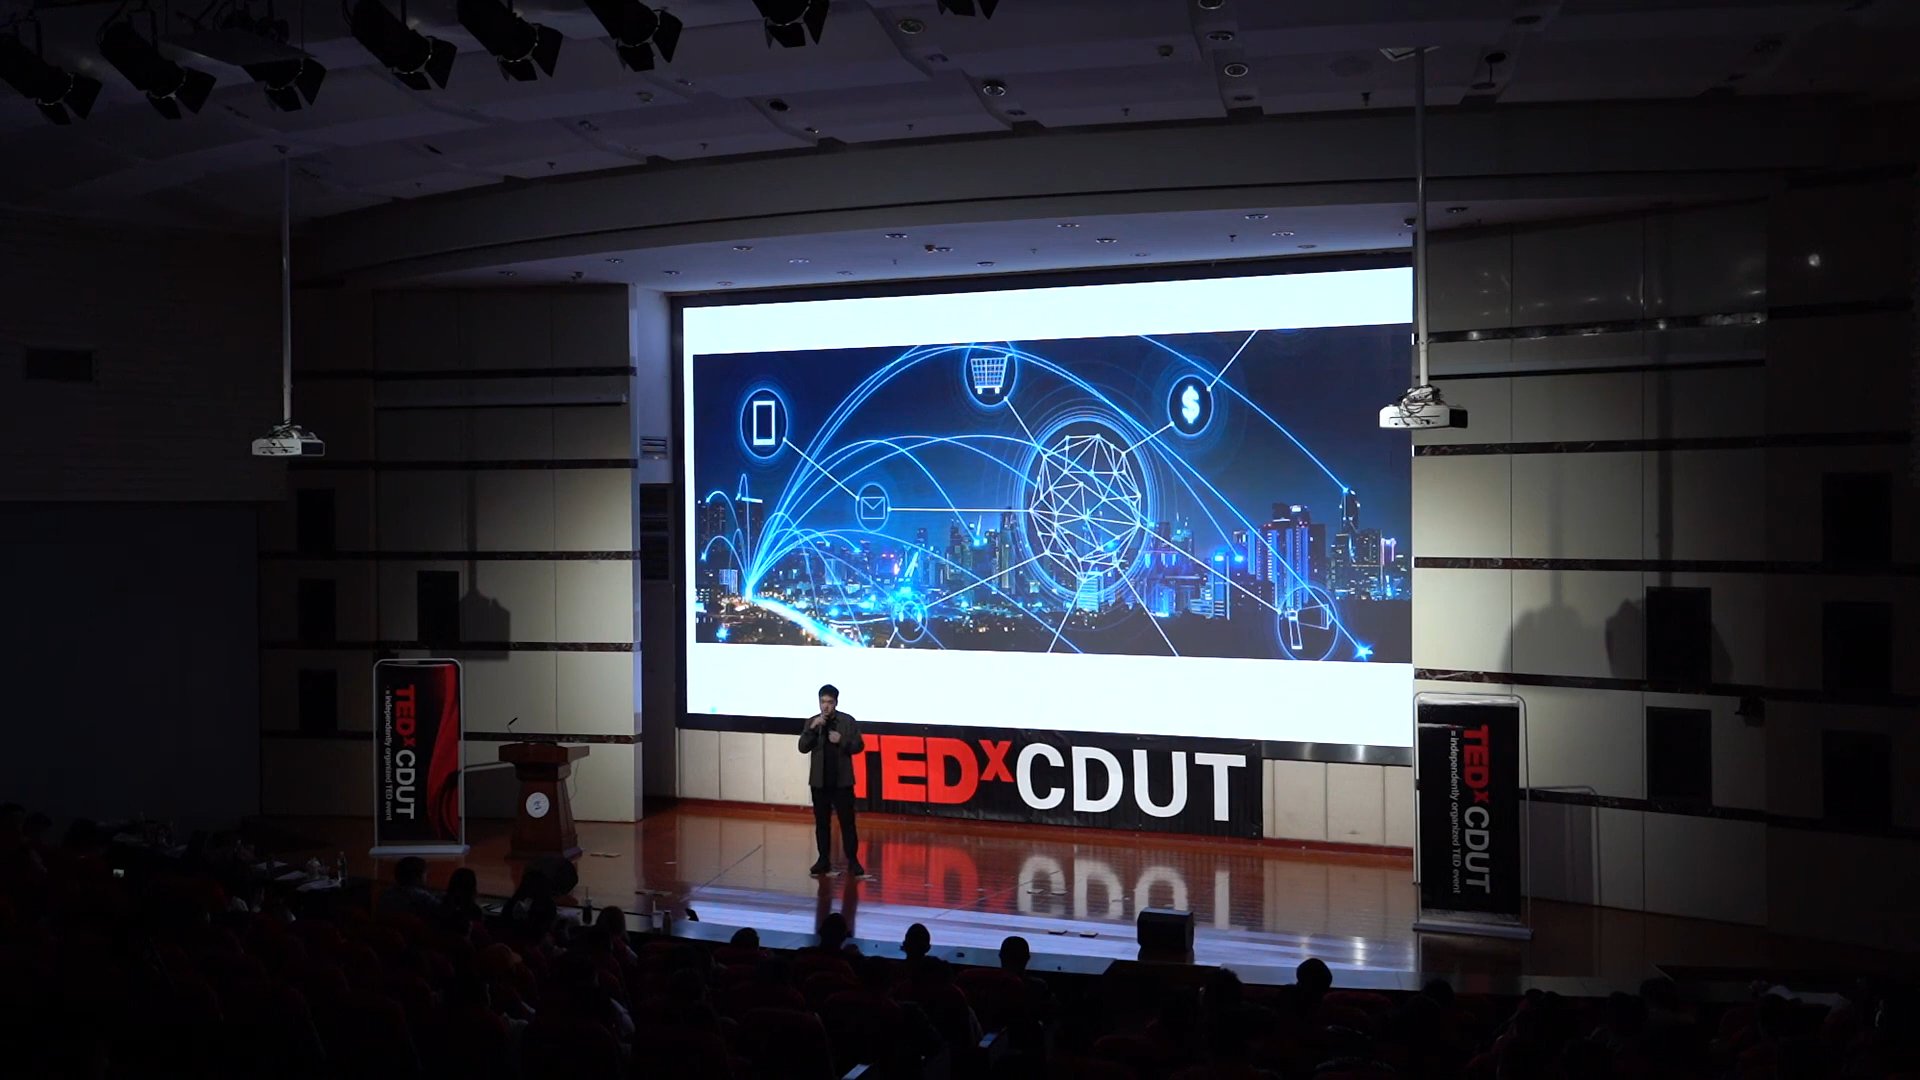 $
TEDxCDUT
TEDxCDUT
= independently organized TED event
TEDxCDUT
= independently organized TED event